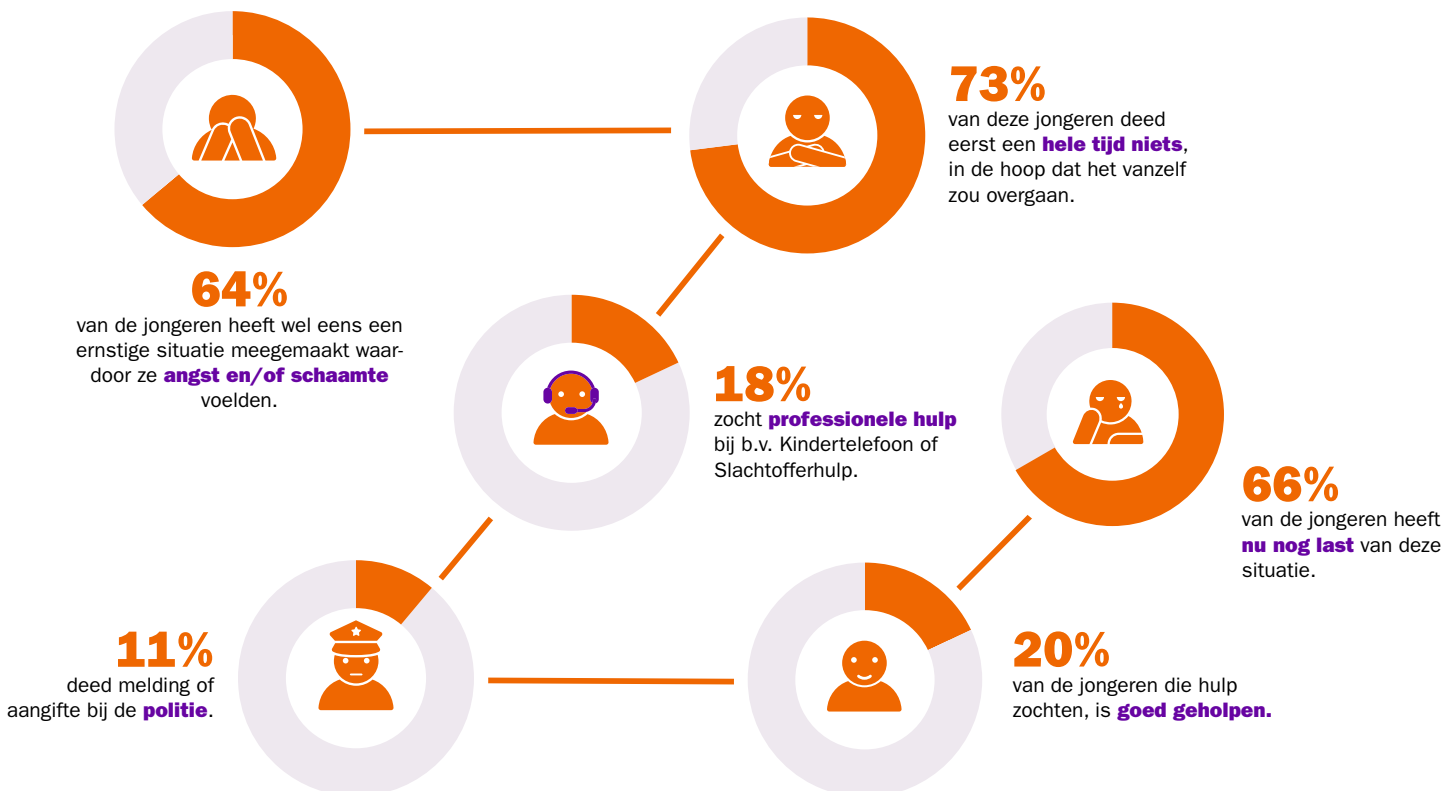 64%
van de jongeren heeft wel eens een
ernstige situatie meegemaakt waar-
door ze angst en/of schaamte
voelden.
73%
van deze jongeren deed
eerst een hele tijd niets,
in de hoop dat het vanzelf
zou overgaan.
18%
zocht professionele hulp
bij b.v. Kindertelefoon of
Slachtofferhulp.
11%
deed melding of
aangifte bij de politie.
20%
van de jongeren die hulp
zochten, is goed geholpen.
66%
van de jongeren heeft
nu nog last van deze
situatie.